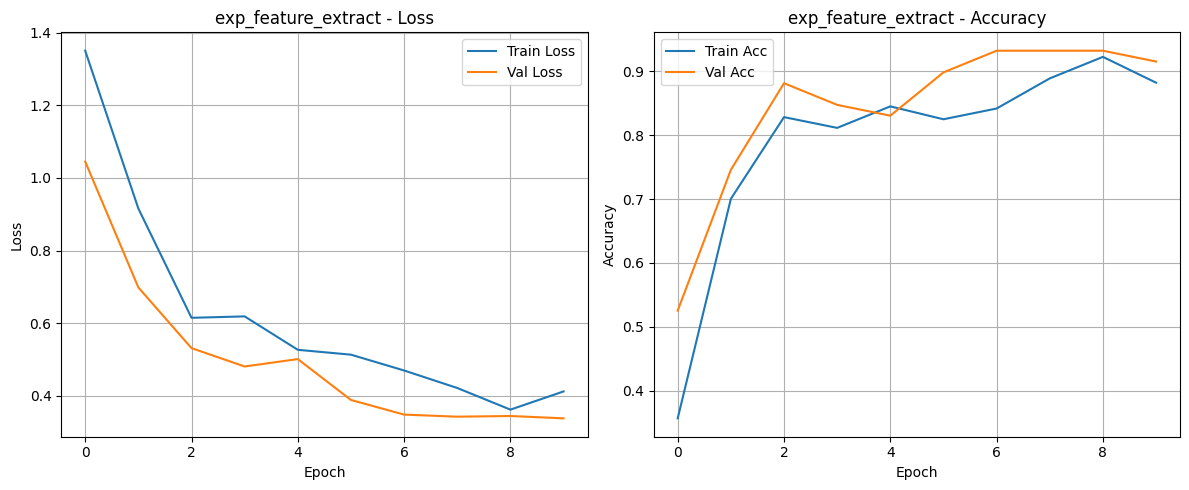 exp_feature_extract - Loss
Train Loss
Val Loss
1.4
1.2
1.0
0.8
0.6
0.4
Loss
0 2 4 6 8
Epoch
exp_feature_extract - Accuracy
Train Acc
Val Acc
0.9
0.8
0.7
0.6
0.5
0.4
Accuracy
0 2 4 6 8
Epoch